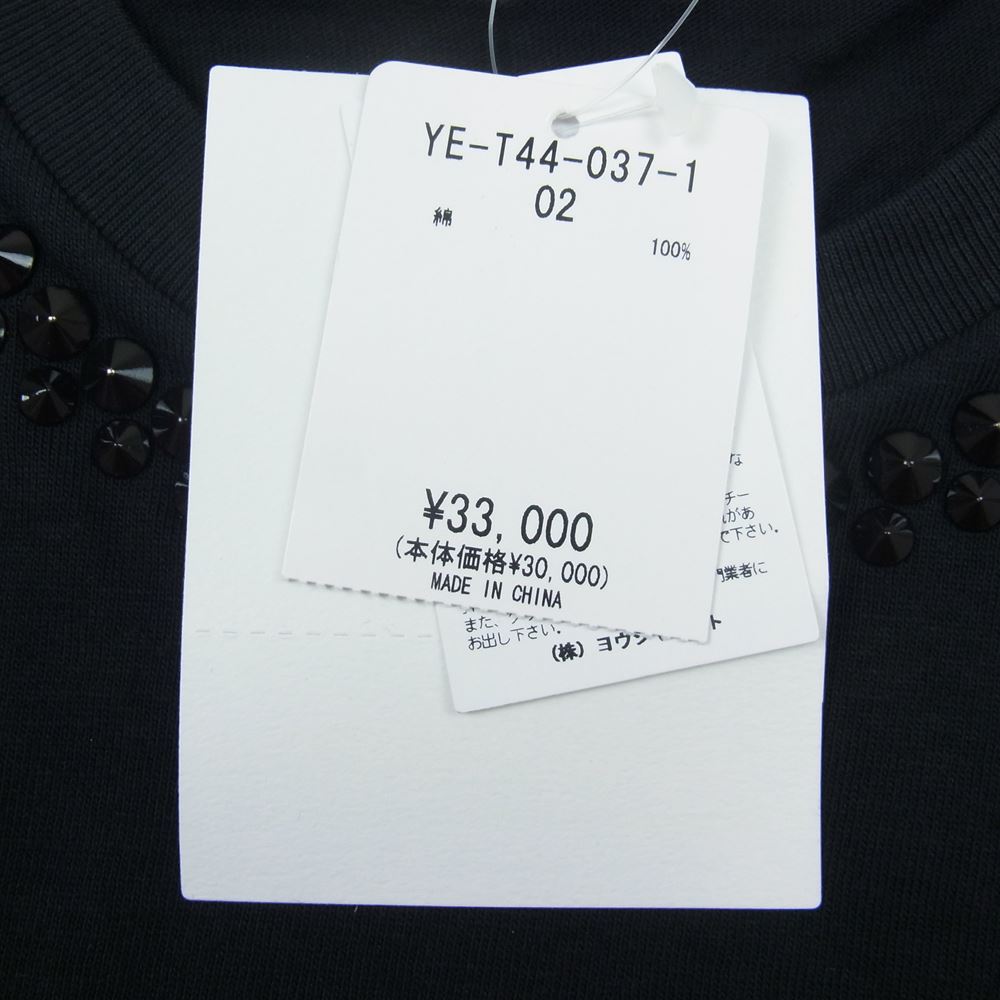 YE-T44-037-1
02
綿 100%
¥33,000
(本体価格¥30,000)
MADE IN CHINA
な
チー
があ
で下さい。
業者に
また、
お出し下さい。
(株) ヨウジ
ト